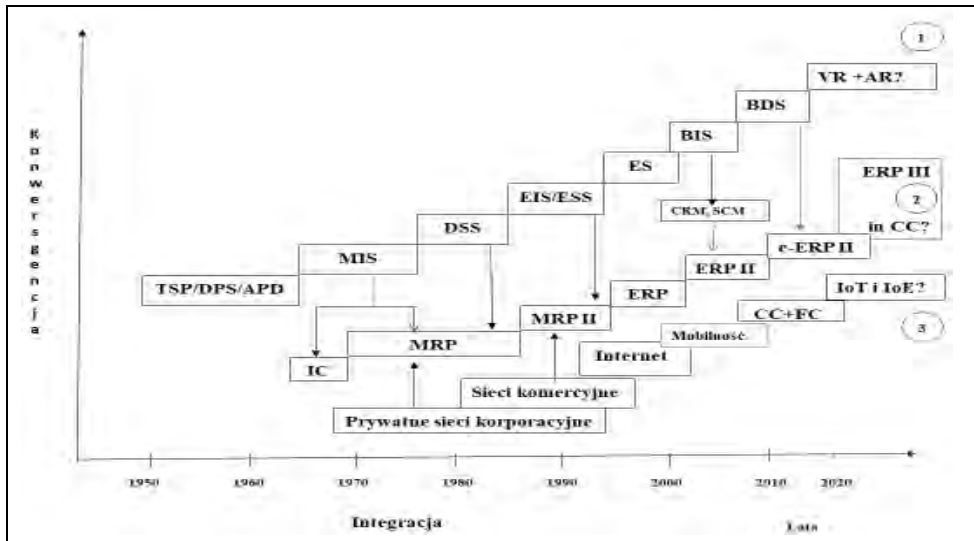 1
VR +AR?
BDS
BIS
ES
ERP III
2
in CC?
EIS/ESS
CRM, SCM
DSS
e-ERP II
MIS
ERP II
TSP/DPS/APD
ERP
IoT i IoE?
MRP II
CC+FC
3
MRP
Mobilność
Internet
IC
Sieci komercyjne
Prywatne sieci korporacyjne
Konwersgencja
1950
1960
1970
1980
1990
2000
2010
2020
Integracja
Lata